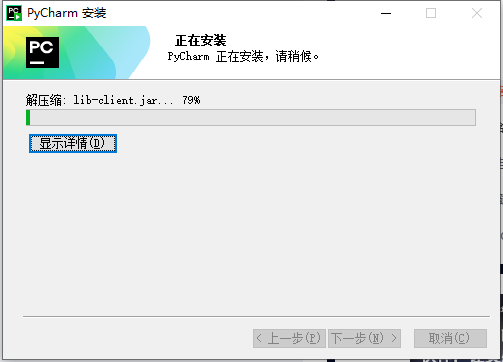 PyCharm 安装
PC
正在安装
PyCharm 正在安装，请稍候。
解压缩: lib-client.jar... 79%
显示详情(D)
< 上一步(P)
下一步(N) >
取消(C)